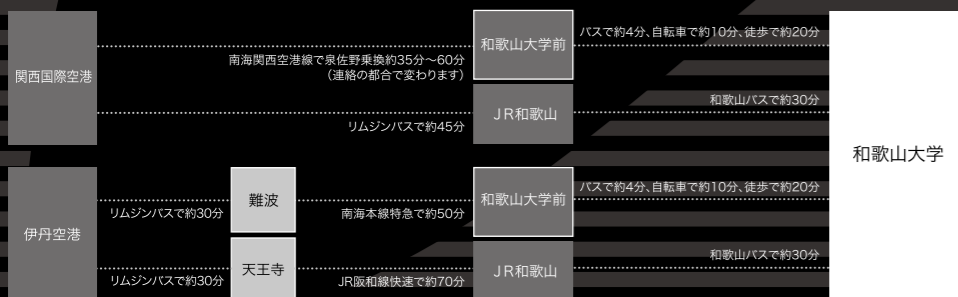 関西国際空港
南海関西空港線で泉佐野乗換約35分〜60分
（連絡の都合で変わります）
和歌山大学前
バスで約4分、自転車で約10分、徒歩で約20分
リムジンバスで約45分
JR和歌山
和歌山バスで約30分
和歌山大学
伊丹空港
リムジンバスで約30分
難波
南海本線特急で約50分
和歌山大学前
バスで約4分、自転車で約10分、徒歩で約20分
リムジンバスで約30分
天王寺
JR阪和線快速で約70分
JR和歌山
和歌山バスで約30分